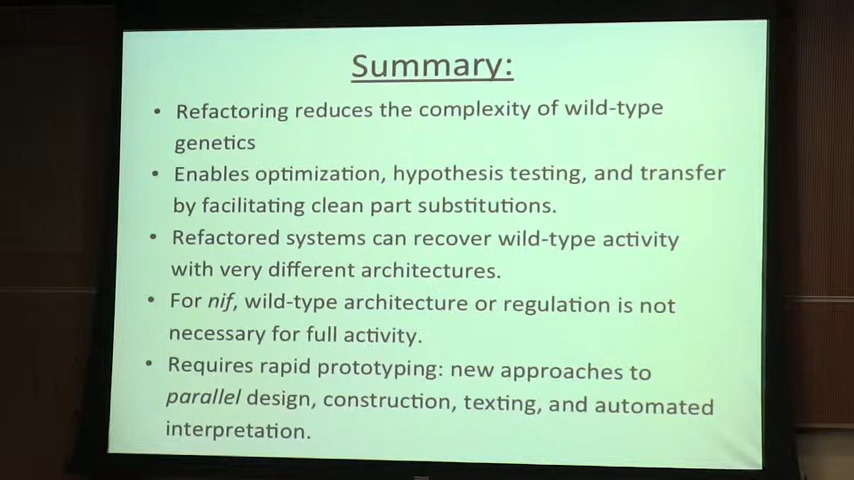 Summary:
• Refactoring reduces the complexity of wild-type
genetics
• Enables optimization, hypothesis testing, and transfer
by facilitating clean part substitutions.
• Refactored systems can recover wild-type activity
with very different architectures.
• For nif, wild-type architecture or regulation is not
necessary for full activity.
• Requires rapid prototyping: new approaches to
parallel design, construction, texting, and automated
interpretation.